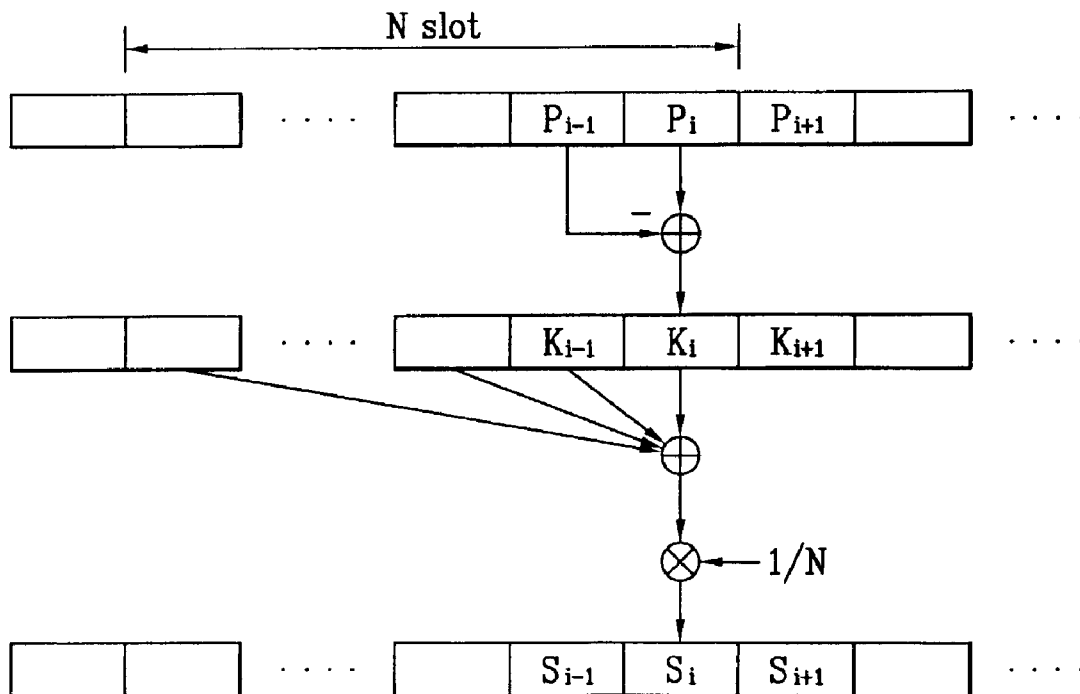 N slot
. . . . P_{i-1} P_i P_{i+1} . . . .
−
. . . . K_{i-1} K_i K_{i+1} . . . .
1/N
. . . . S_{i-1} S_i S_{i+1} . . . .